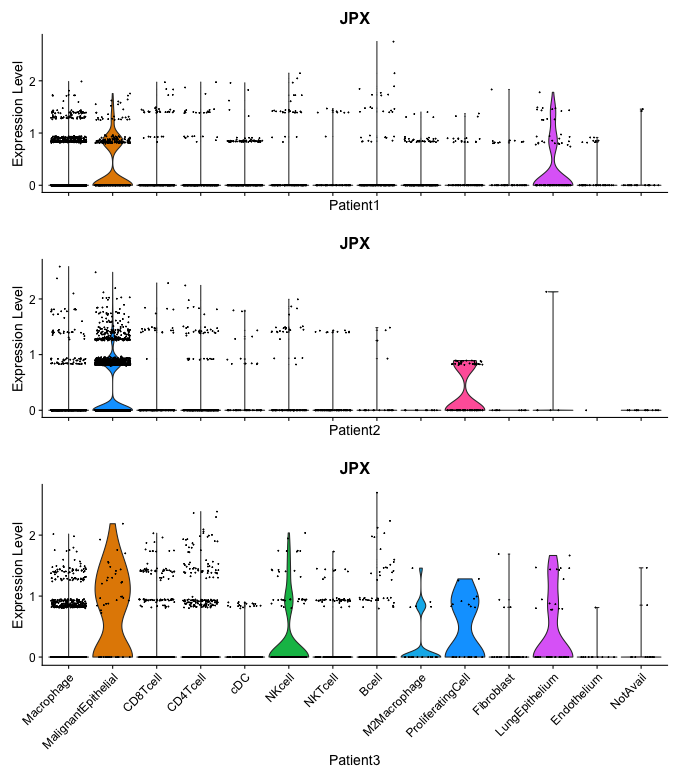 JPX
Expression Level
2
1
0
Patient1
JPX
Expression Level
2
1
0
Patient2
JPX
Expression Level
2
1
0
Macrophage
MalignantEpithelial
CD8Tcell
CD4Tcell
cDC
NKcell
NKTcell
Bcell
M2Macrophage
ProliferatingCell
Fibroblast
LungEpithelium
Endothelium
NotAvail
Patient3